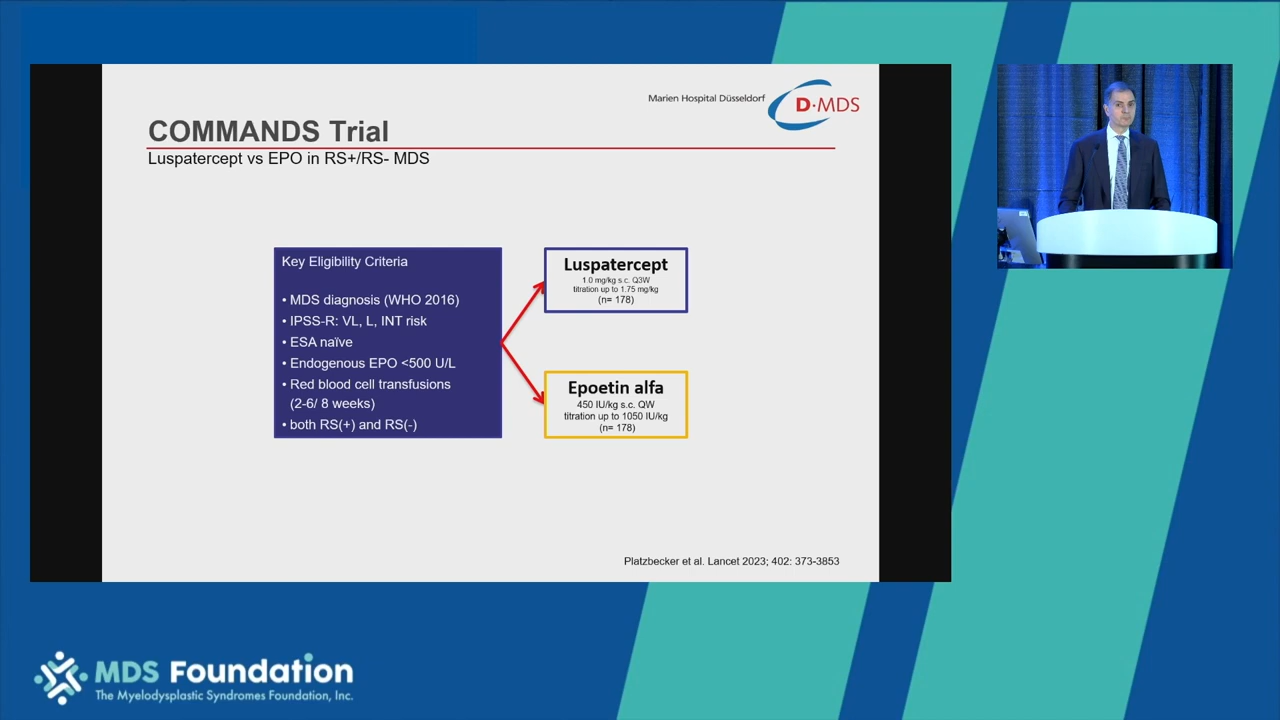 Marien Hospital Düsseldorf
D·MDS
COMMANDS Trial
Luspatercept vs EPO in RS+/RS- MDS
Key Eligibility Criteria
• MDS diagnosis (WHO 2016)
• IPSS-R: VL, L, INT risk
• ESA naïve
• Endogenous EPO <500 U/L
• Red blood cell transfusions
(2-6/ 8 weeks)
• both RS(+) and RS(-)
Luspatercept
1.0 mg/kg s.c. Q3W
titration up to 1.75 mg/kg
(n= 178)
Epoetin alfa
450 IU/kg s.c. QW
titration up to 1050 IU/kg
(n= 178)
Platzbecker et al. Lancet 2023; 402: 373-3853
MDS Foundation
The Myelodysplastic Syndromes Foundation, Inc.